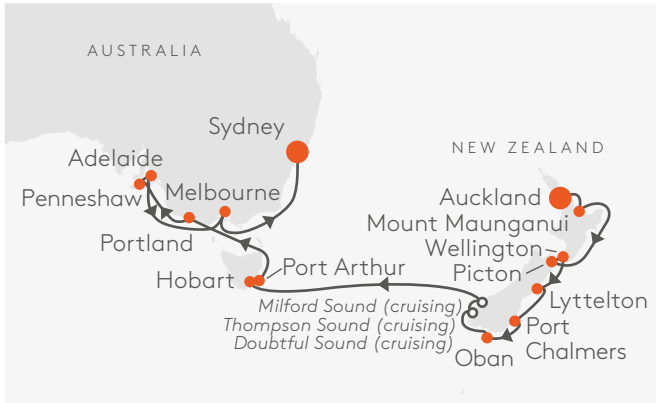 AUSTRALIA
Sydney
NEW ZEALAND
Adelaide
Penneshaw
Melbourne
Auckland
Mount Maunganui
Portland
Wellington
Picton
Hobart
Port Arthur
Lyttelton
Milford Sound (cruising)
Thompson Sound (cruising)
Doubtful Sound (cruising)
Port
Chalmers
Oban